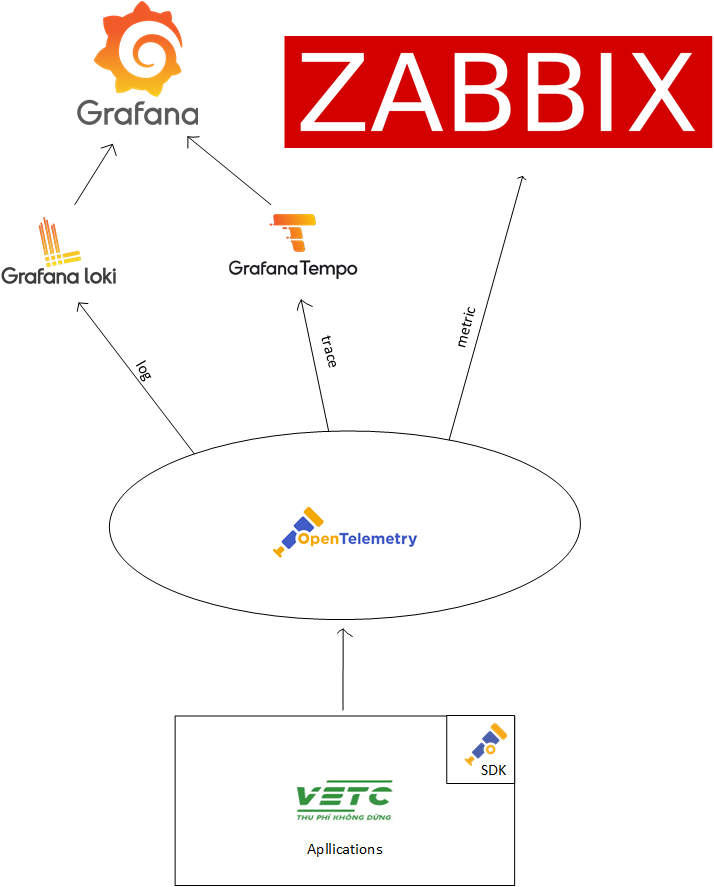 Grafana
ZABBIX
Grafana loki
Grafana Tempo
log
trace
metric
OpenTelemetry
SDK
VETC
THU PHÍ KHÔNG DỪNG
Apllications